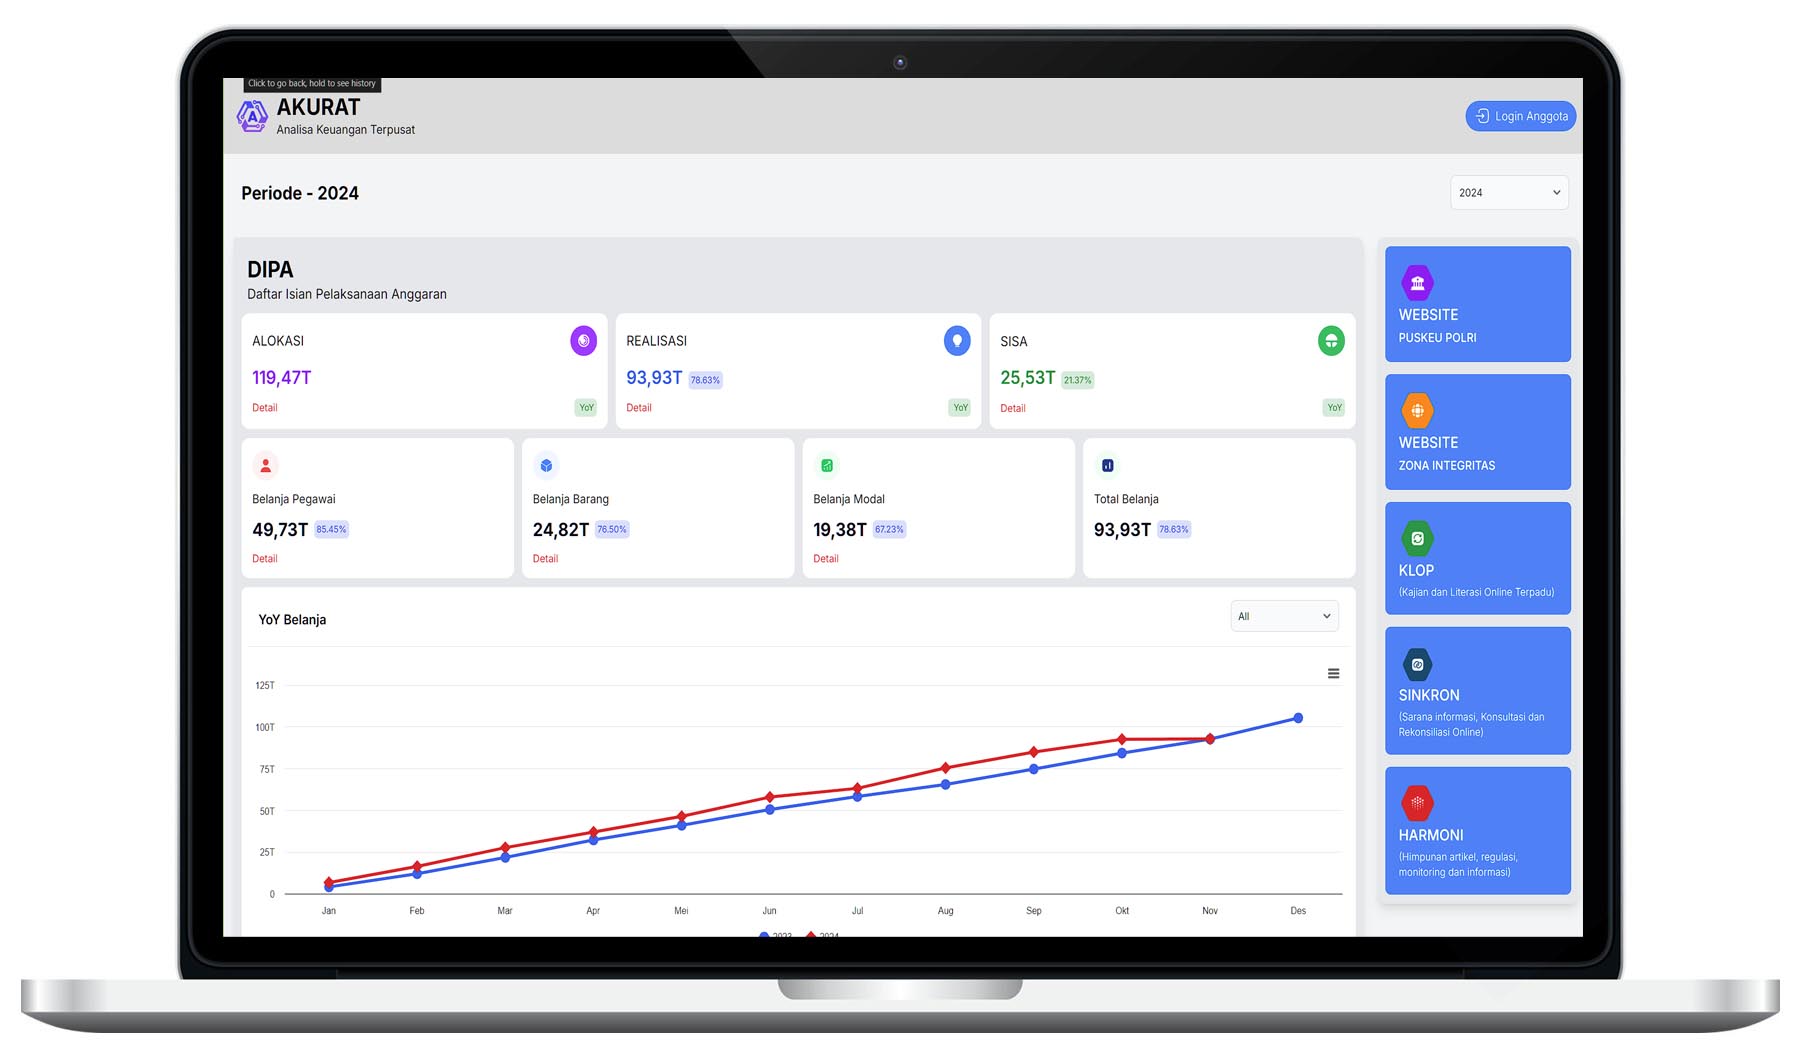 Click to go back, hold to see history
AKURAT
Analisa Keuangan Terpusat
Login Anggota
Periode - 2024
2024
DIPA
Daftar Isian Pelaksanaan Anggaran
ALOKASI
119,47T
Detail
YoY
REALISASI
93,93T 78.63%
Detail
YoY
SISA
25,53T 21.37%
Detail
YoY
Belanja Pegawai
49,73T 85.45%
Detail
Belanja Barang
24,82T 76.50%
Detail
Belanja Modal
19,38T 67.23%
Detail
Total Belanja
93,93T 78.63%
YoY Belanja
All
125T
100T
75T
50T
25T
0
Jan Feb Mar Apr Mei Jun Jul Aug Sep Okt Nov Des
2023 2024
WEBSITE
PUSKEU POLRI
WEBSITE
ZONA INTEGRITAS
KLOP
(Kajian dan Literasi Online Terpadu)
SINKRON
(Sarana informasi, Konsultasi dan
Rekonsiliasi Online)
HARMONI
(Himpunan artikel, regulasi,
monitoring dan informasi)